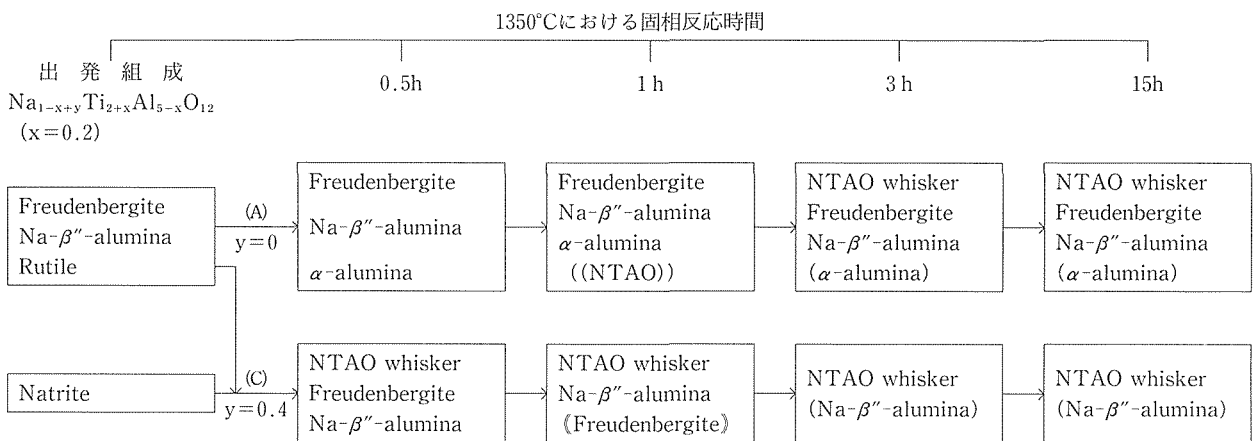 1350°Cにおける固相反応時間
出発組成
Na₁₋ₓ₊ᵧTi₂₊ₓAl₅₋ₓO₁₂
(x=0.2)
0.5h
1h
3h
15h
Freudenbergite
Na-β″-alumina
Rutile
(A)
y=0
Freudenbergite
Na-β″-alumina
α-alumina
Freudenbergite
Na-β″-alumina
α-alumina
((NTAO))
NTAO whisker
Freudenbergite
Na-β″-alumina
(α-alumina)
NTAO whisker
Freudenbergite
Na-β″-alumina
(α-alumina)
Natrite
(C)
y=0.4
NTAO whisker
Freudenbergite
Na-β″-alumina
NTAO whisker
Na-β″-alumina
《Freudenbergite》
NTAO whisker
(Na-β″-alumina)
NTAO whisker
(Na-β″-alumina)